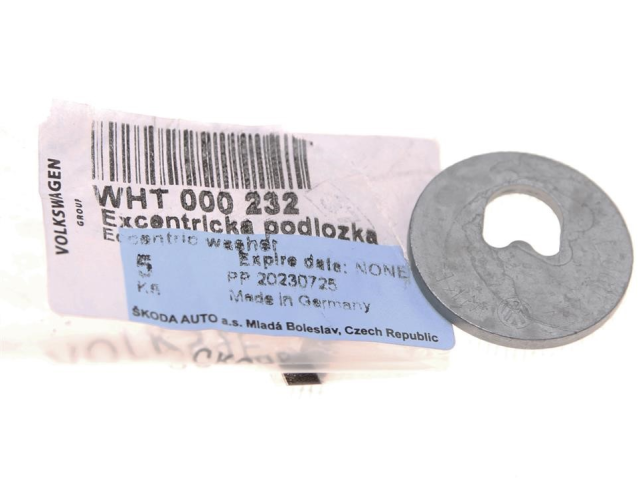 VOLKSWAGEN
GROUP
WHT 000 232
Excentricka podlozka
Eccentric washer
5 Expire date: NONE
KS PP 20230725
Made in Germany
ŠKODA AUTO a.s. Mladá Boleslav, Czech Republic